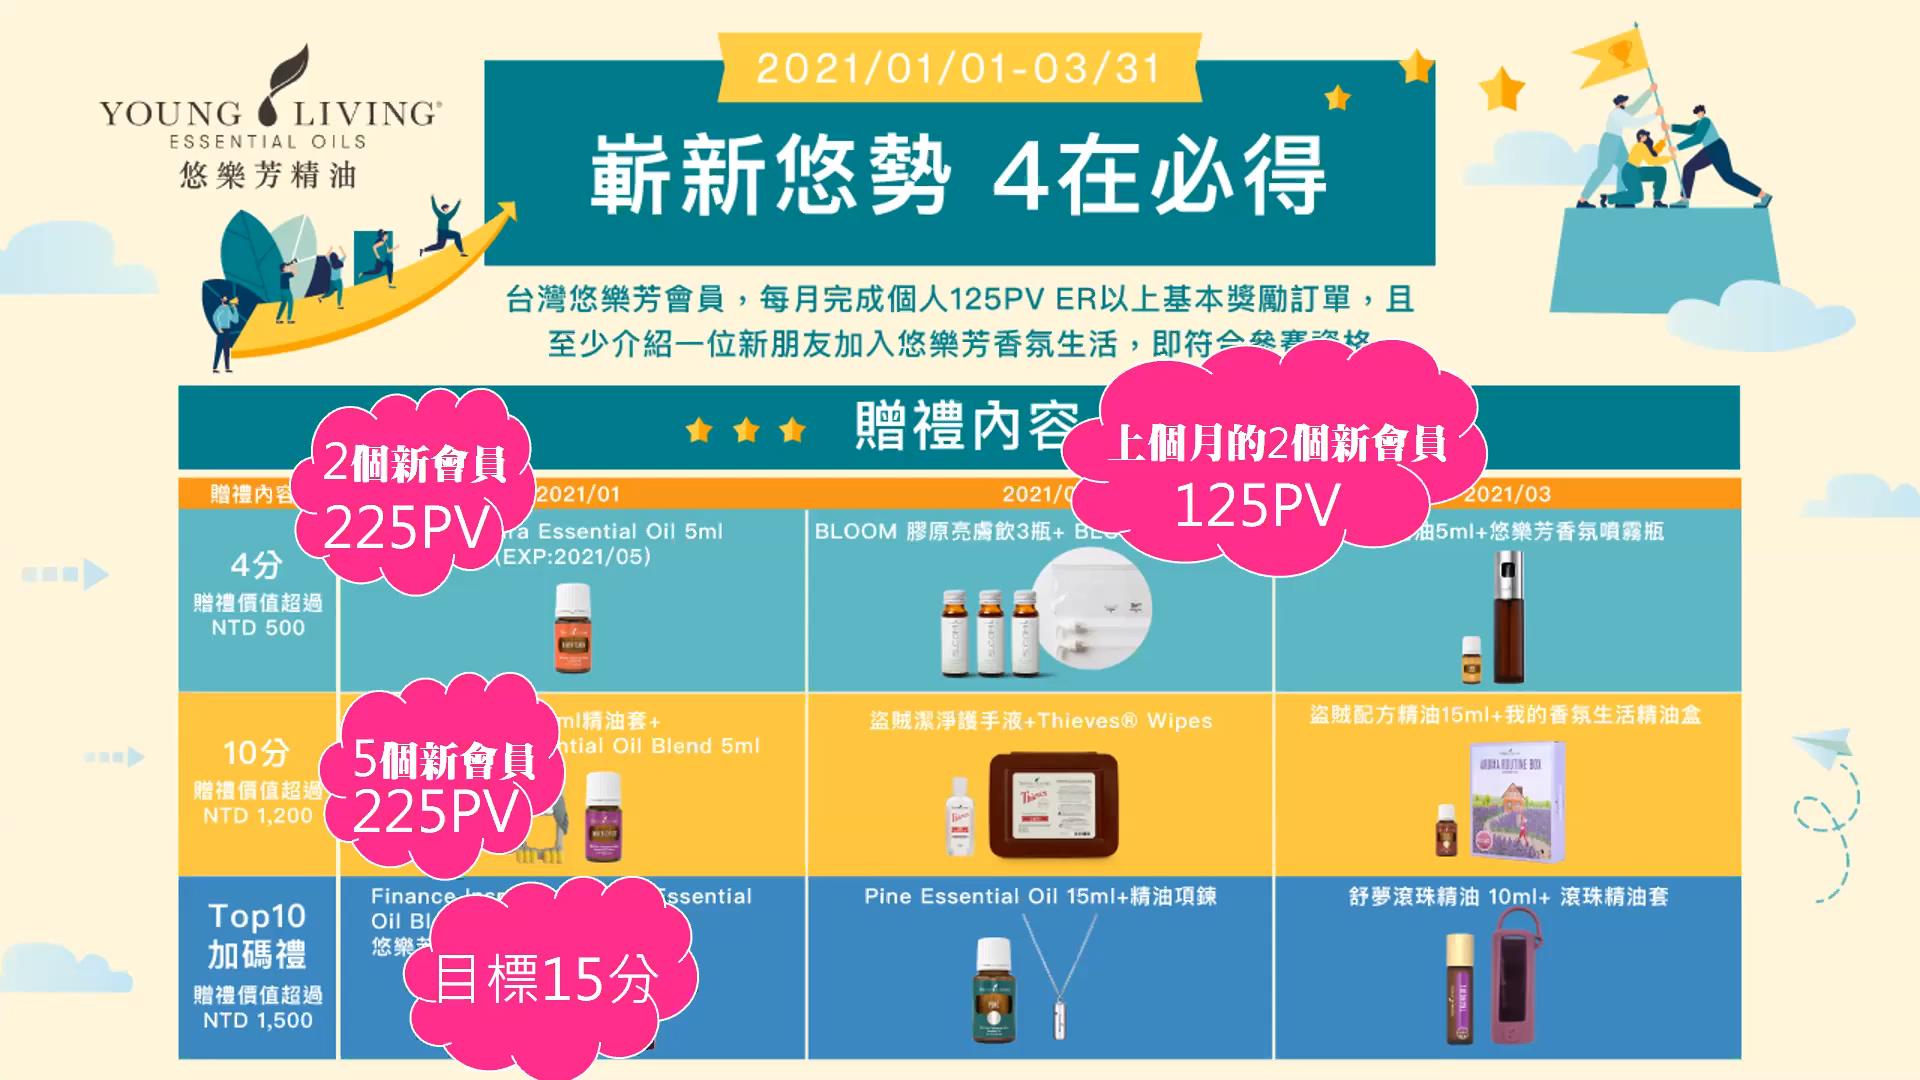 2021/01/01-03/31
YOUNG LIVING®
ESSENTIAL OILS
悠樂芳精油
嶄新悠勢 4在必得
台灣悠樂芳會員，每月完成個人125PV ER以上基本獎勵訂單，且
至少介紹一位新朋友加入悠樂芳香氛生活，即符合參賽資格
贈禮內容
上個月的2個新會員
125PV
2個新會員
225PV
贈禮內容
2021/01
2021/0
2021/03
4分
贈禮價值超過
NTD 500
ra Essential Oil 5ml
(EXP:2021/05)
BLOOM 膠原亮膚飲3瓶+
油5ml+悠樂芳香氛噴霧瓶
10分
贈禮價值超過
NTD 1,200
ml精油套+
ntial Oil Blend 5ml
5個新會員
225PV
盜賊潔淨護手液+Thieves® Wipes
盜賊配方精油15ml+我的香氛生活精油盒
AROMA ROUTINE BOX
Thieves
Top10
加碼禮
贈禮價值超過
NTD 1,500
Finance Essential
Oil Bl
悠樂
目標15分
Pine Essential Oil 15ml+精油項鍊
舒夢滾珠精油 10ml+ 滾珠精油套